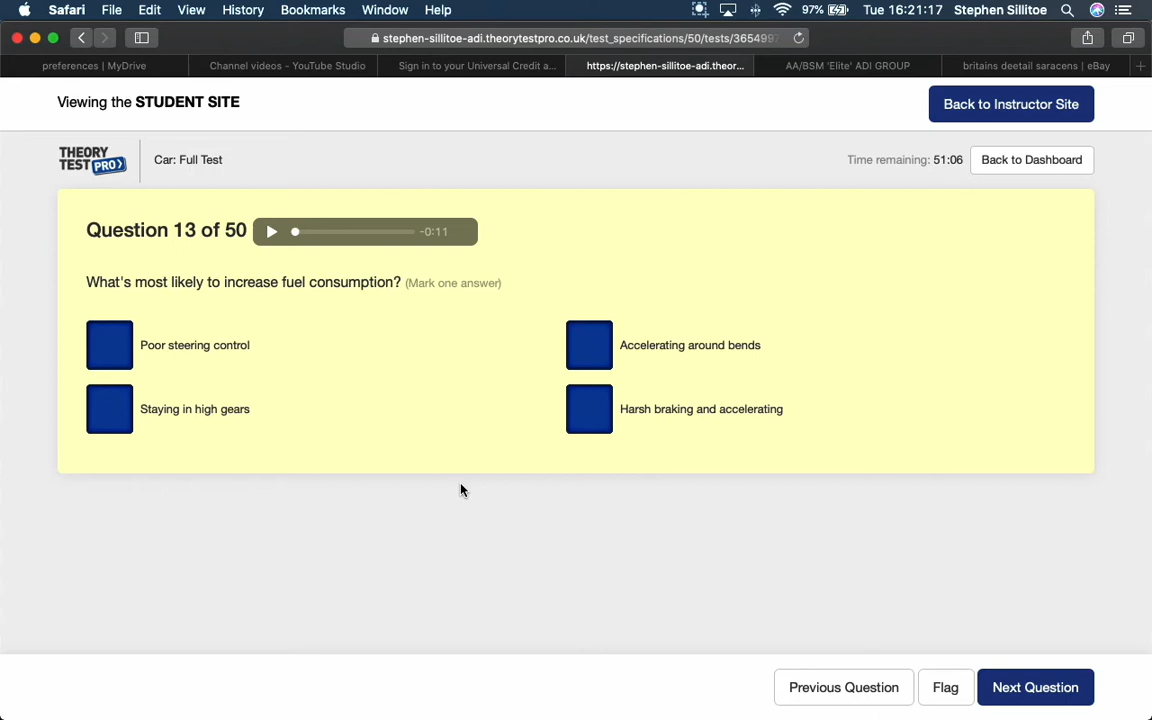 Safari File Edit View History Bookmarks Window Help 97% Tue 16:21:17 Stephen Sillitoe
stephen-sillitoe-adi.theorytestpro.co.uk/test_specifications/50/tests/3654997
preferences | MyDrive Channel videos - YouTube Studio Sign in to your Universal Credit a... https://stephen-sillitoe-adi.theor... AA/BSM 'Elite' ADI GROUP britains deetail saracens | eBay
Viewing the STUDENT SITE Back to Instructor Site
THEORY
TEST PRO Car: Full Test Time remaining: 51:06 Back to Dashboard
Question 13 of 50 -0:11
What's most likely to increase fuel consumption? (Mark one answer)
Poor steering control Accelerating around bends
Staying in high gears Harsh braking and accelerating
Previous Question Flag Next Question